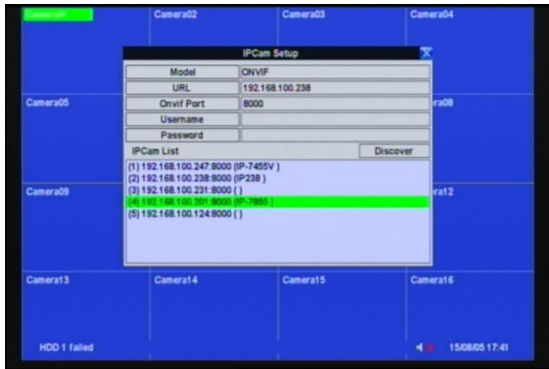 Camera01 Camera02 Camera03 Camera04
IPCam Setup X
Model ONVIF
URL 192.168.100.238
Camera05 Onvif Port 8000 ra08
Username
Password
IPCam List Discover
(1) 192.168.100.247:8000 (IP-7455V )
(2) 192.168.100.238:8000 (IP238 )
Camera09 (3) 192.168.100.231:8000 ( ) ra12
(4) 192.168.100.201:8000 (IP-7855 )
(5) 192.168.100.124:8000 ( )
Camera13 Camera14 Camera15 Camera16
HDD 1 failed 15/08/05 17:41